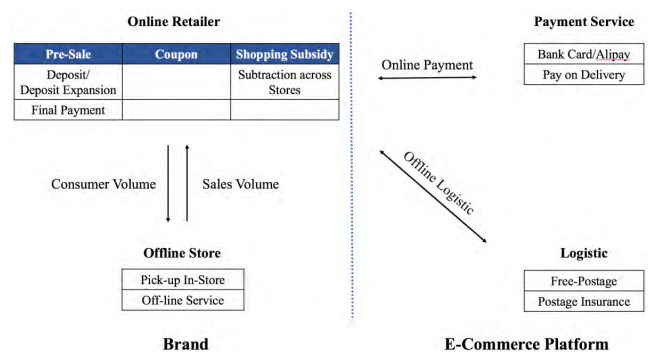 Online Retailer
Payment Service
Pre-Sale Coupon Shopping Subsidy
Deposit/
Deposit Expansion
Subtraction across
Stores
Final Payment
Online Payment
Bank Card/Alipay
Pay on Delivery
Offline Logistic
Consumer Volume
Sales Volume
Offline Store
Pick-up In-Store
Off-line Service
Logistic
Free-Postage
Postage Insurance
Brand
E-Commerce Platform